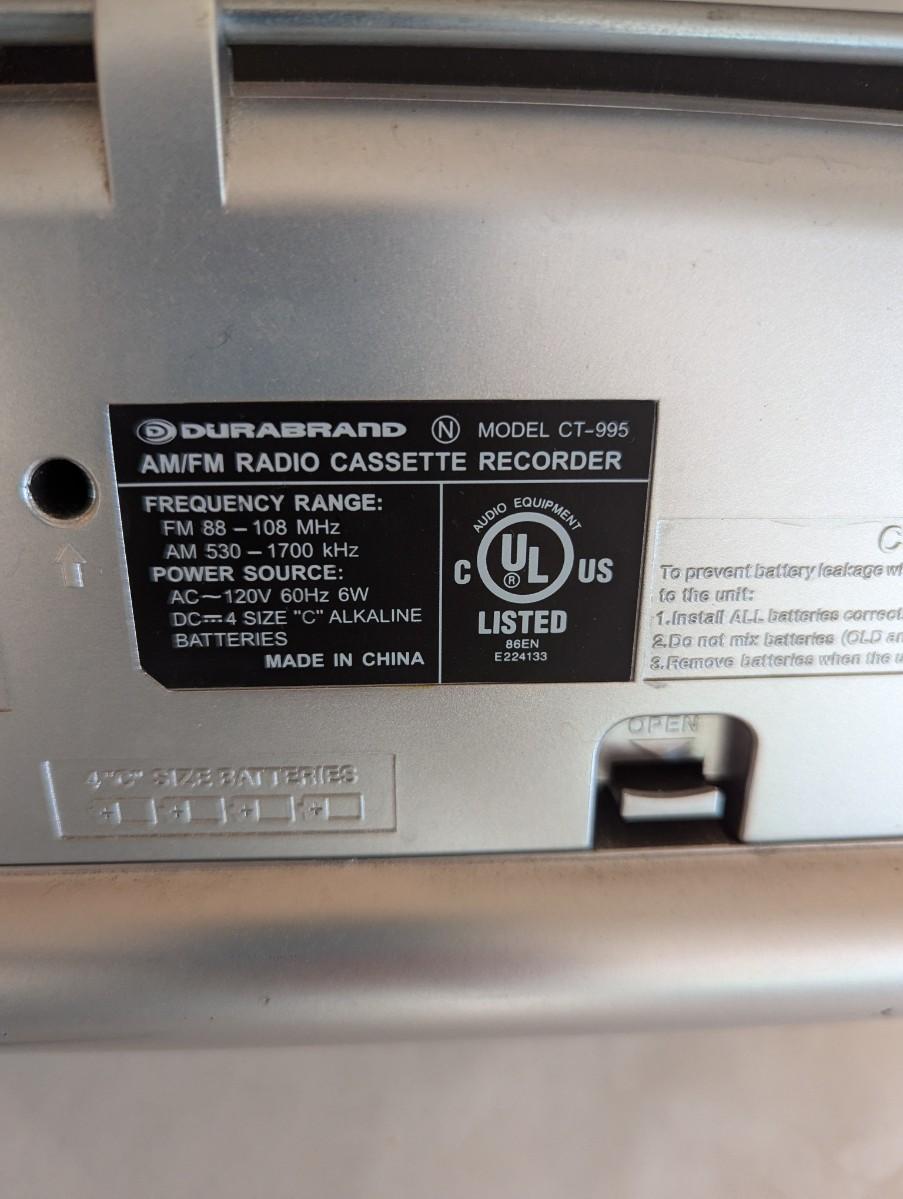 DURABRAND N MODEL CT-995
AM/FM RADIO CASSETTE RECORDER
FREQUENCY RANGE:
FM 88 – 108 MHz
AM 530 – 1700 kHz
POWER SOURCE:
AC～120V 60Hz 6W
DC⎓4 SIZE "C" ALKALINE
BATTERIES
MADE IN CHINA
AUDIO EQUIPMENT
C UL ® US
LISTED
86EN
E224133
To prevent battery leakage
to the unit:
1.Install ALL batteries
2.Do not mix batteries (OLD
3.Remove batteries when the
OPEN
4 "C" SIZE BATTERIES
+ + + +